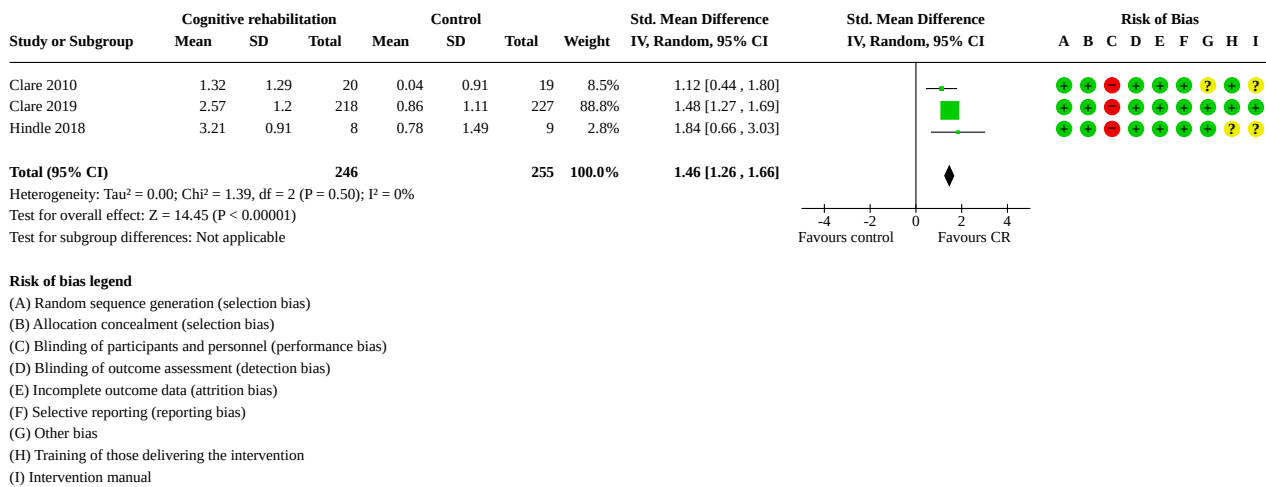 Cognitive rehabilitation Control Std. Mean Difference Std. Mean Difference Risk of Bias
Study or Subgroup Mean SD Total Mean SD Total Weight IV, Random, 95% CI IV, Random, 95% CI A B C D E F G H I
Clare 2010 1.32 1.29 20 0.04 0.91 19 8.5% 1.12 [0.44 , 1.80] + + − + + + ? + ?
Clare 2019 2.57 1.2 218 0.86 1.11 227 88.8% 1.48 [1.27 , 1.69] + + − + + + + + +
Hindle 2018 3.21 0.91 8 0.78 1.49 9 2.8% 1.84 [0.66 , 3.03] + + − + + + + ? ?
Total (95% CI) 246 255 100.0% 1.46 [1.26 , 1.66]
Heterogeneity: Tau² = 0.00; Chi² = 1.39, df = 2 (P = 0.50); I² = 0%
Test for overall effect: Z = 14.45 (P < 0.00001)
-4 -2 0 2 4
Test for subgroup differences: Not applicable Favours control Favours CR
Risk of bias legend
(A) Random sequence generation (selection bias)
(B) Allocation concealment (selection bias)
(C) Blinding of participants and personnel (performance bias)
(D) Blinding of outcome assessment (detection bias)
(E) Incomplete outcome data (attrition bias)
(F) Selective reporting (reporting bias)
(G) Other bias
(H) Training of those delivering the intervention
(I) Intervention manual